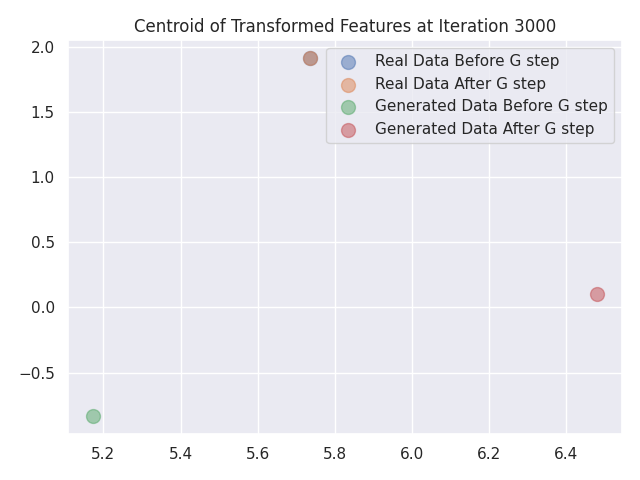 Centroid of Transformed Features at Iteration 3000
2.0
1.5
1.0
0.5
0.0
−0.5
Real Data Before G step
Real Data After G step
Generated Data Before G step
Generated Data After G step
5.2 5.4 5.6 5.8 6.0 6.2 6.4